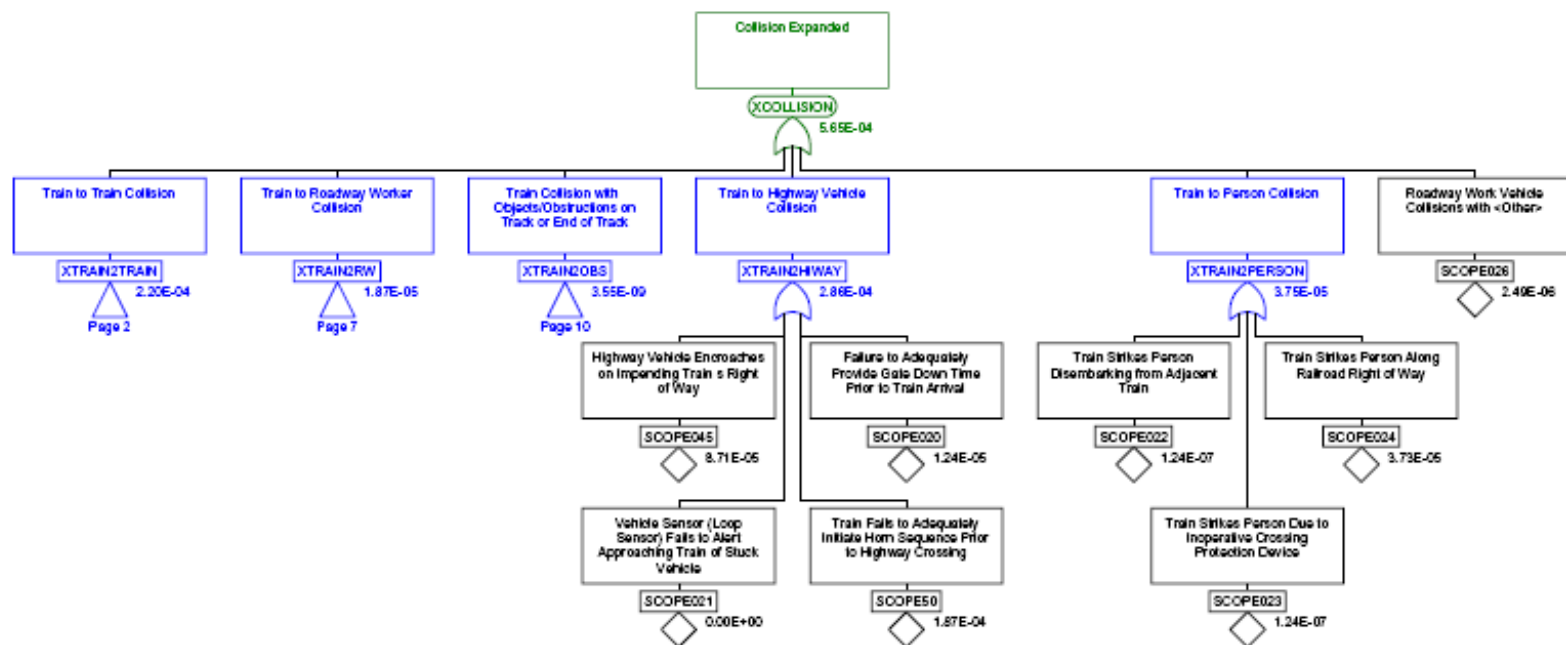 Collision Expanded
XCOLLISION
5.65E-04
Train to Train Collision
XTRAIN2TRAIN
2.20E-04
Page 2
Train to Roadway Worker
Collision
XTRAIN2RW
1.87E-05
Page 7
Train Collision with
Objects/Obstructions on
Track or End of Track
XTRAIN2OBS
3.55E-09
Page 10
Train to Highway Vehicle
Collision
XTRAIN2HIWAY
2.86E-04
Train to Person Collision
XTRAIN2PERSON
3.75E-05
Roadway Work Vehicle
Collisions with <Other>
SCOPE026
2.49E-06
Highway Vehicle Encroaches
on Impending Train s Right
of Way
SCOPE045
8.71E-05
Failure to Adequately
Provide Gate Down Time
Prior to Train Arrival
SCOPE020
1.24E-05
Train Strikes Person
Disembarking from Adjacent
Train
SCOPE022
1.24E-07
Train Strikes Person Along
Railroad Right of Way
SCOPE024
3.73E-05
Vehicle Sensor (Loop
Sensor) Fails to Alert
Approaching Train of Stuck
Vehicle
SCOPE021
0.00E+00
Train Fails to Adequately
Initiate Horn Sequence Prior
to Highway Crossing
SCOPE50
1.87E-04
Train Strikes Person Due to
Inoperative Crossing
Protection Device
SCOPE023
1.24E-07